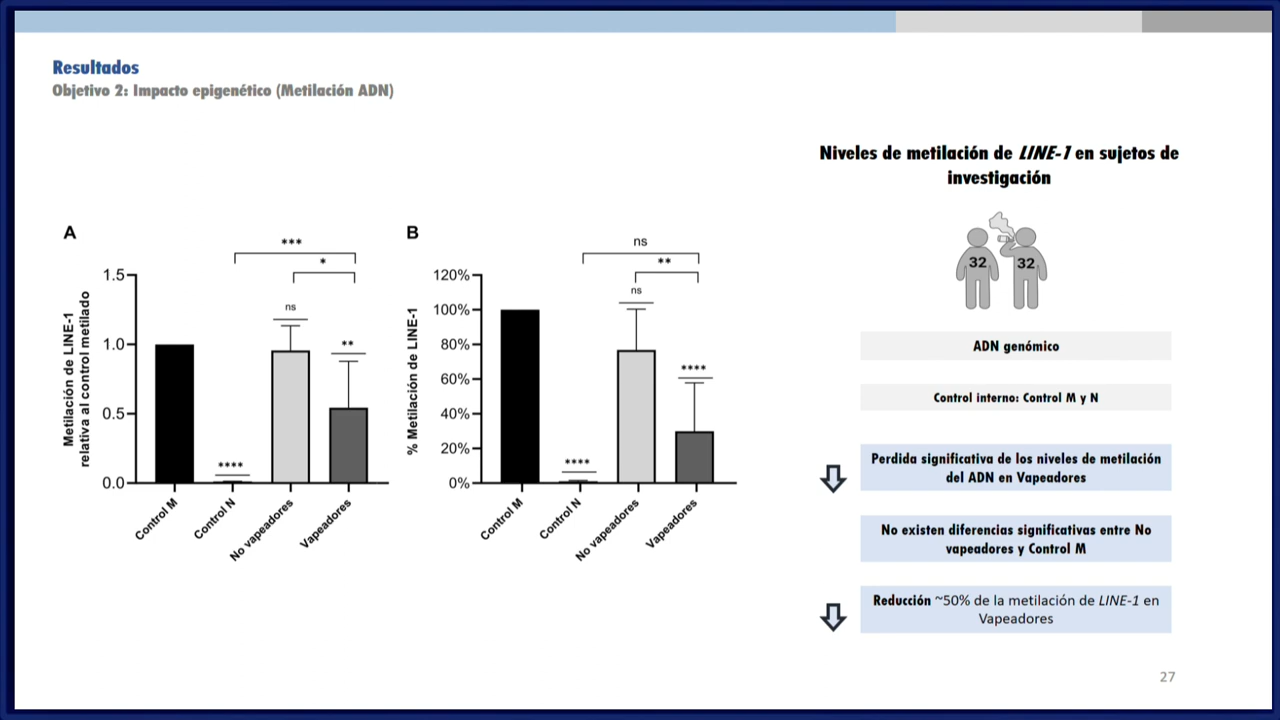 Resultados
Objetivo 2: Impacto epigenético (Metilación ADN)
Niveles de metilación de LINE-1 en sujetos de
investigación
A
Metilación de LINE-1
relativa al control metilado
1.5
1.0
0.5
0.0
***
*
ns
**
****
Control M
Control N
No vapeadores
Vapeadores
B
% Metilación de LINE-1
120%
100%
80%
60%
40%
20%
0%
ns
**
ns
****
****
Control M
Control N
No vapeadores
Vapeadores
32
32
ADN genómico
Control interno: Control M y N
Perdida significativa de los niveles de metilación
del ADN en Vapeadores
No existen diferencias significativas entre No
vapeadores y Control M
Reducción ~50% de la metilación de LINE-1 en
Vapeadores
27